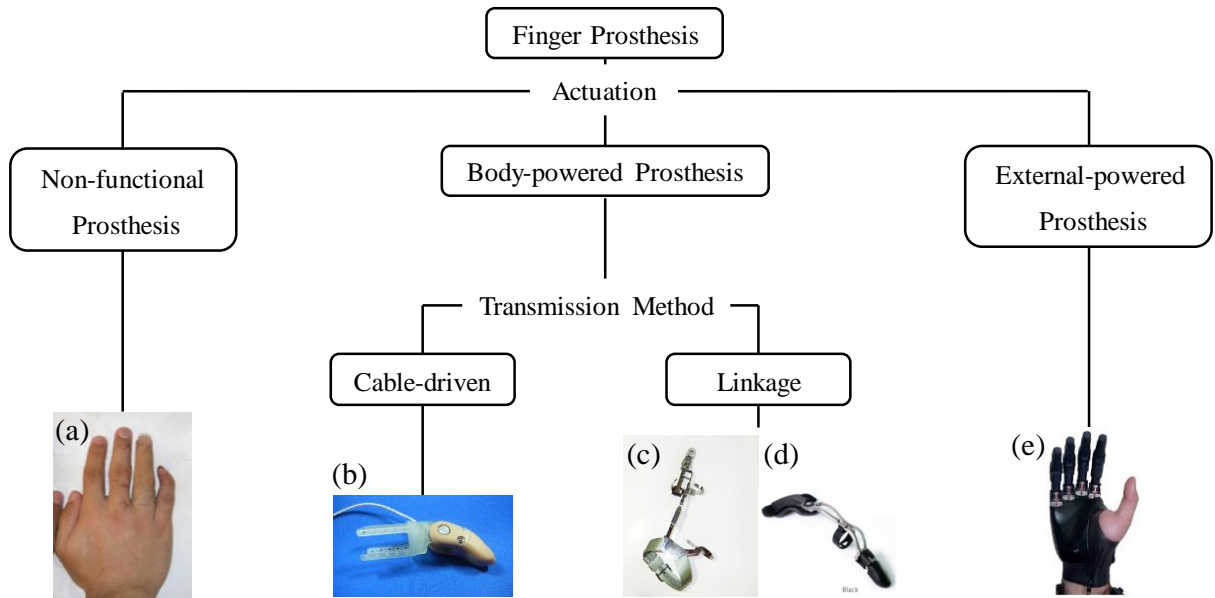 Finger Prosthesis
Actuation
Non-functional
Prosthesis
Body-powered Prosthesis
External-powered
Prosthesis
Transmission Method
Cable-driven
Linkage
(a)
(b)
(c)
(d)
(e)
Black